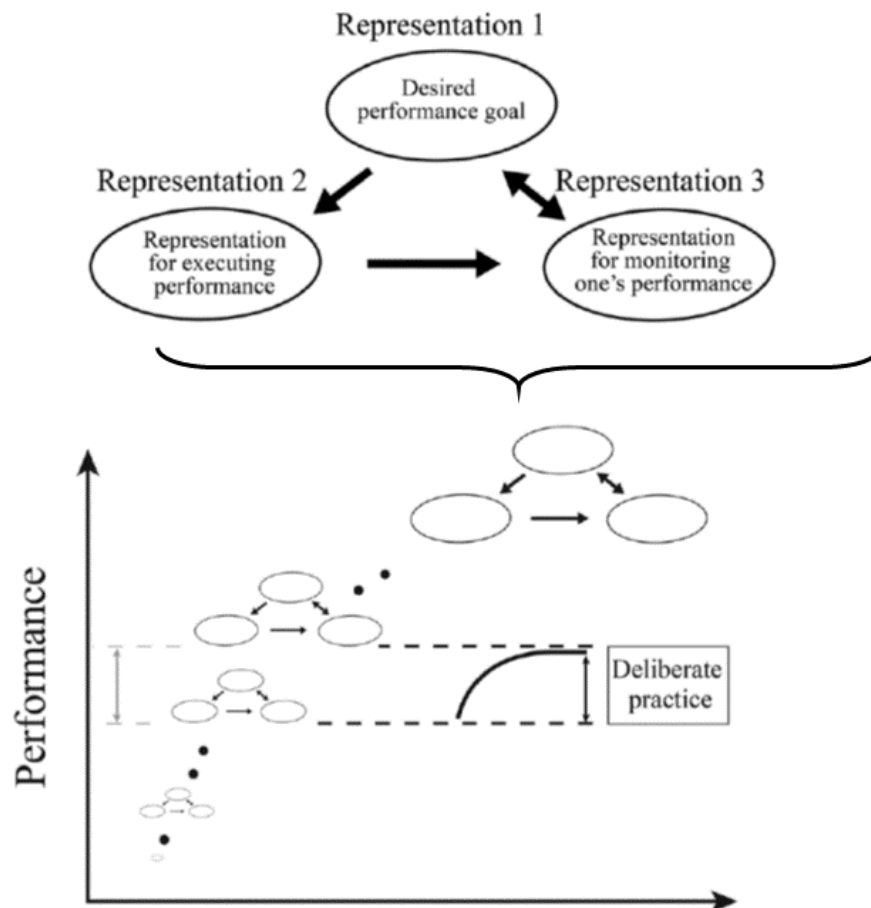 Representation 1
Desired
performance goal
Representation 2
Representation 3
Representation
for executing
performance
Representation
for monitoring
one's performance
Performance
Deliberate
practice